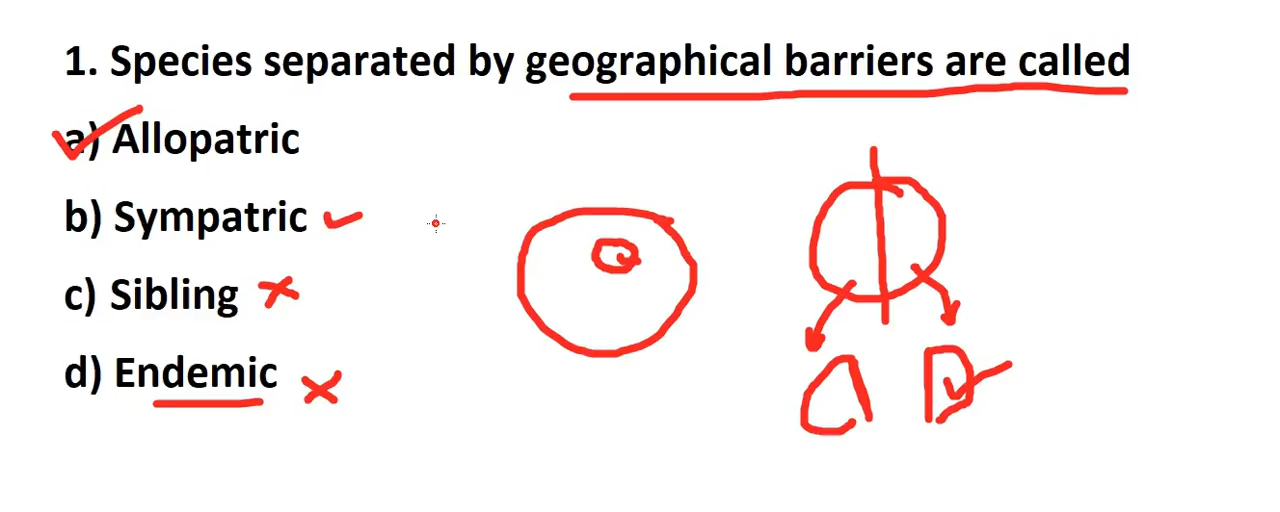 1. Species separated by geographical barriers are called
a) Allopatric
b) Sympatric
c) Sibling
d) Endemic